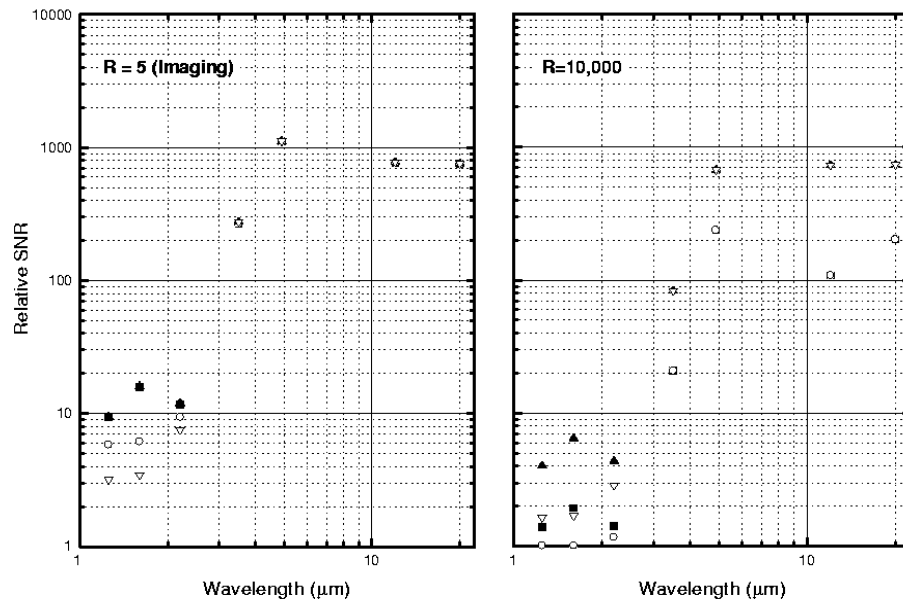 10000
1000
100
10
1
Relative SNR
R = 5 (Imaging)
1
10
Wavelength (μm)
R=10,000
1
10
Wavelength (μm)